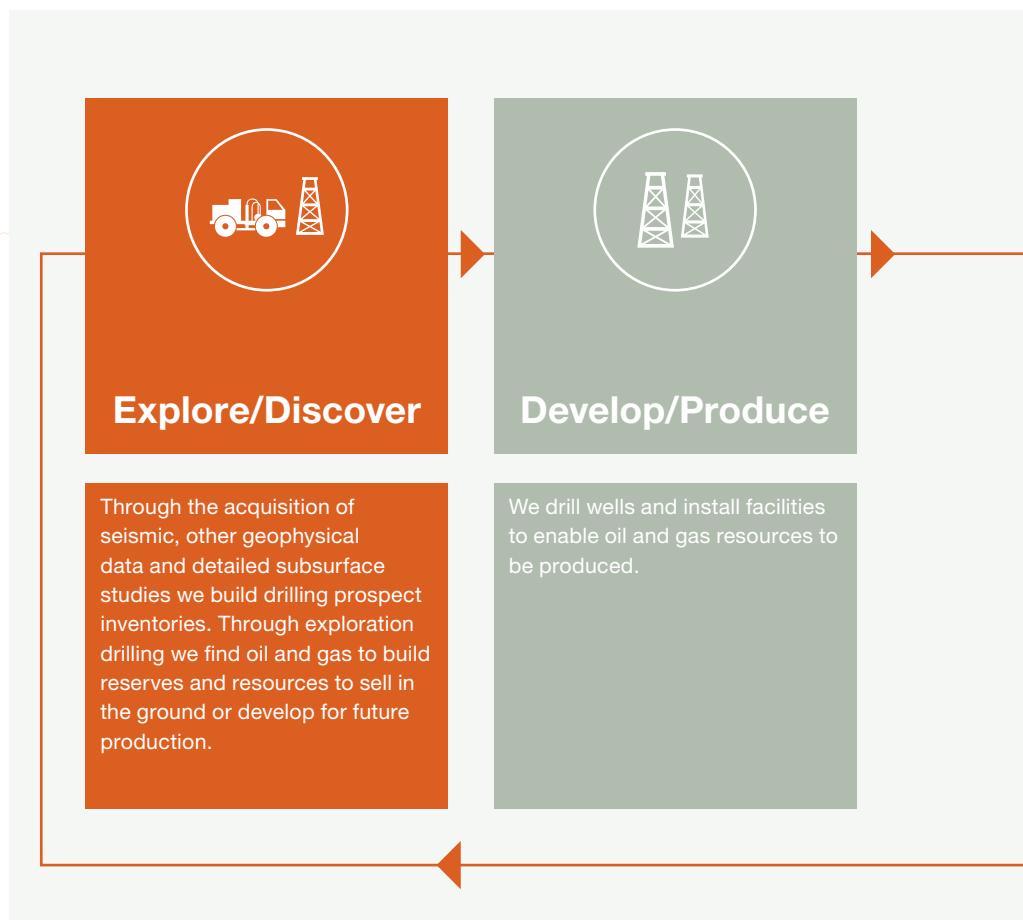 Explore/Discover
Through the acquisition of
seismic, other geophysical
data and detailed subsurface
studies we build drilling prospect
inventories. Through exploration
drilling we find oil and gas to build
reserves and resources to sell in
the ground or develop for future
production.
Develop/Produce
We drill wells and install facilities
to enable oil and gas resources to
be produced.